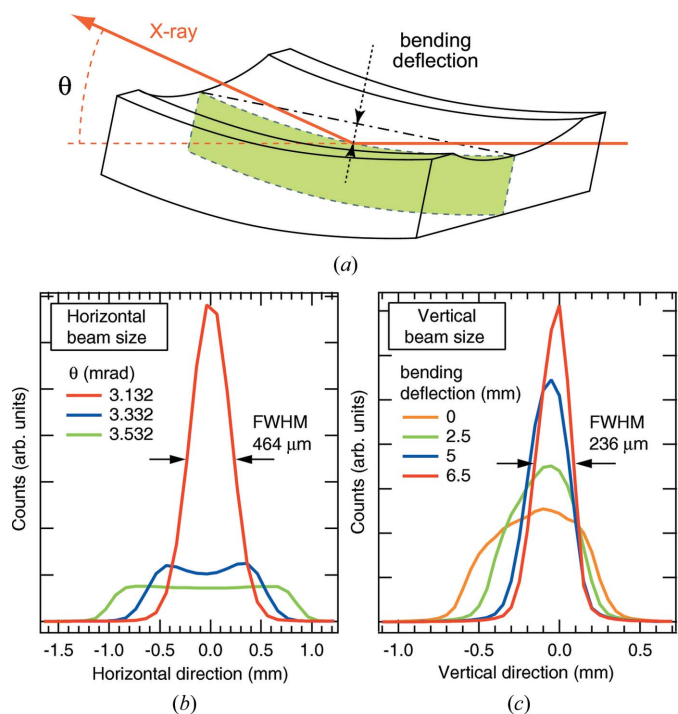 X-ray
bending
deflection
θ
(a)
Horizontal
beam size
θ (mrad)
3.132
3.332
3.532
FWHM
464 μm
Counts (arb. units)
-1.5 -1.0 -0.5 0.0 0.5 1.0
Horizontal direction (mm)
(b)
Vertical
beam size
bending
deflection (mm)
0
2.5
5
6.5
FWHM
236 μm
Counts (arb. units)
-1.0 -0.5 0.0 0.5
Vertical direction (mm)
(c)